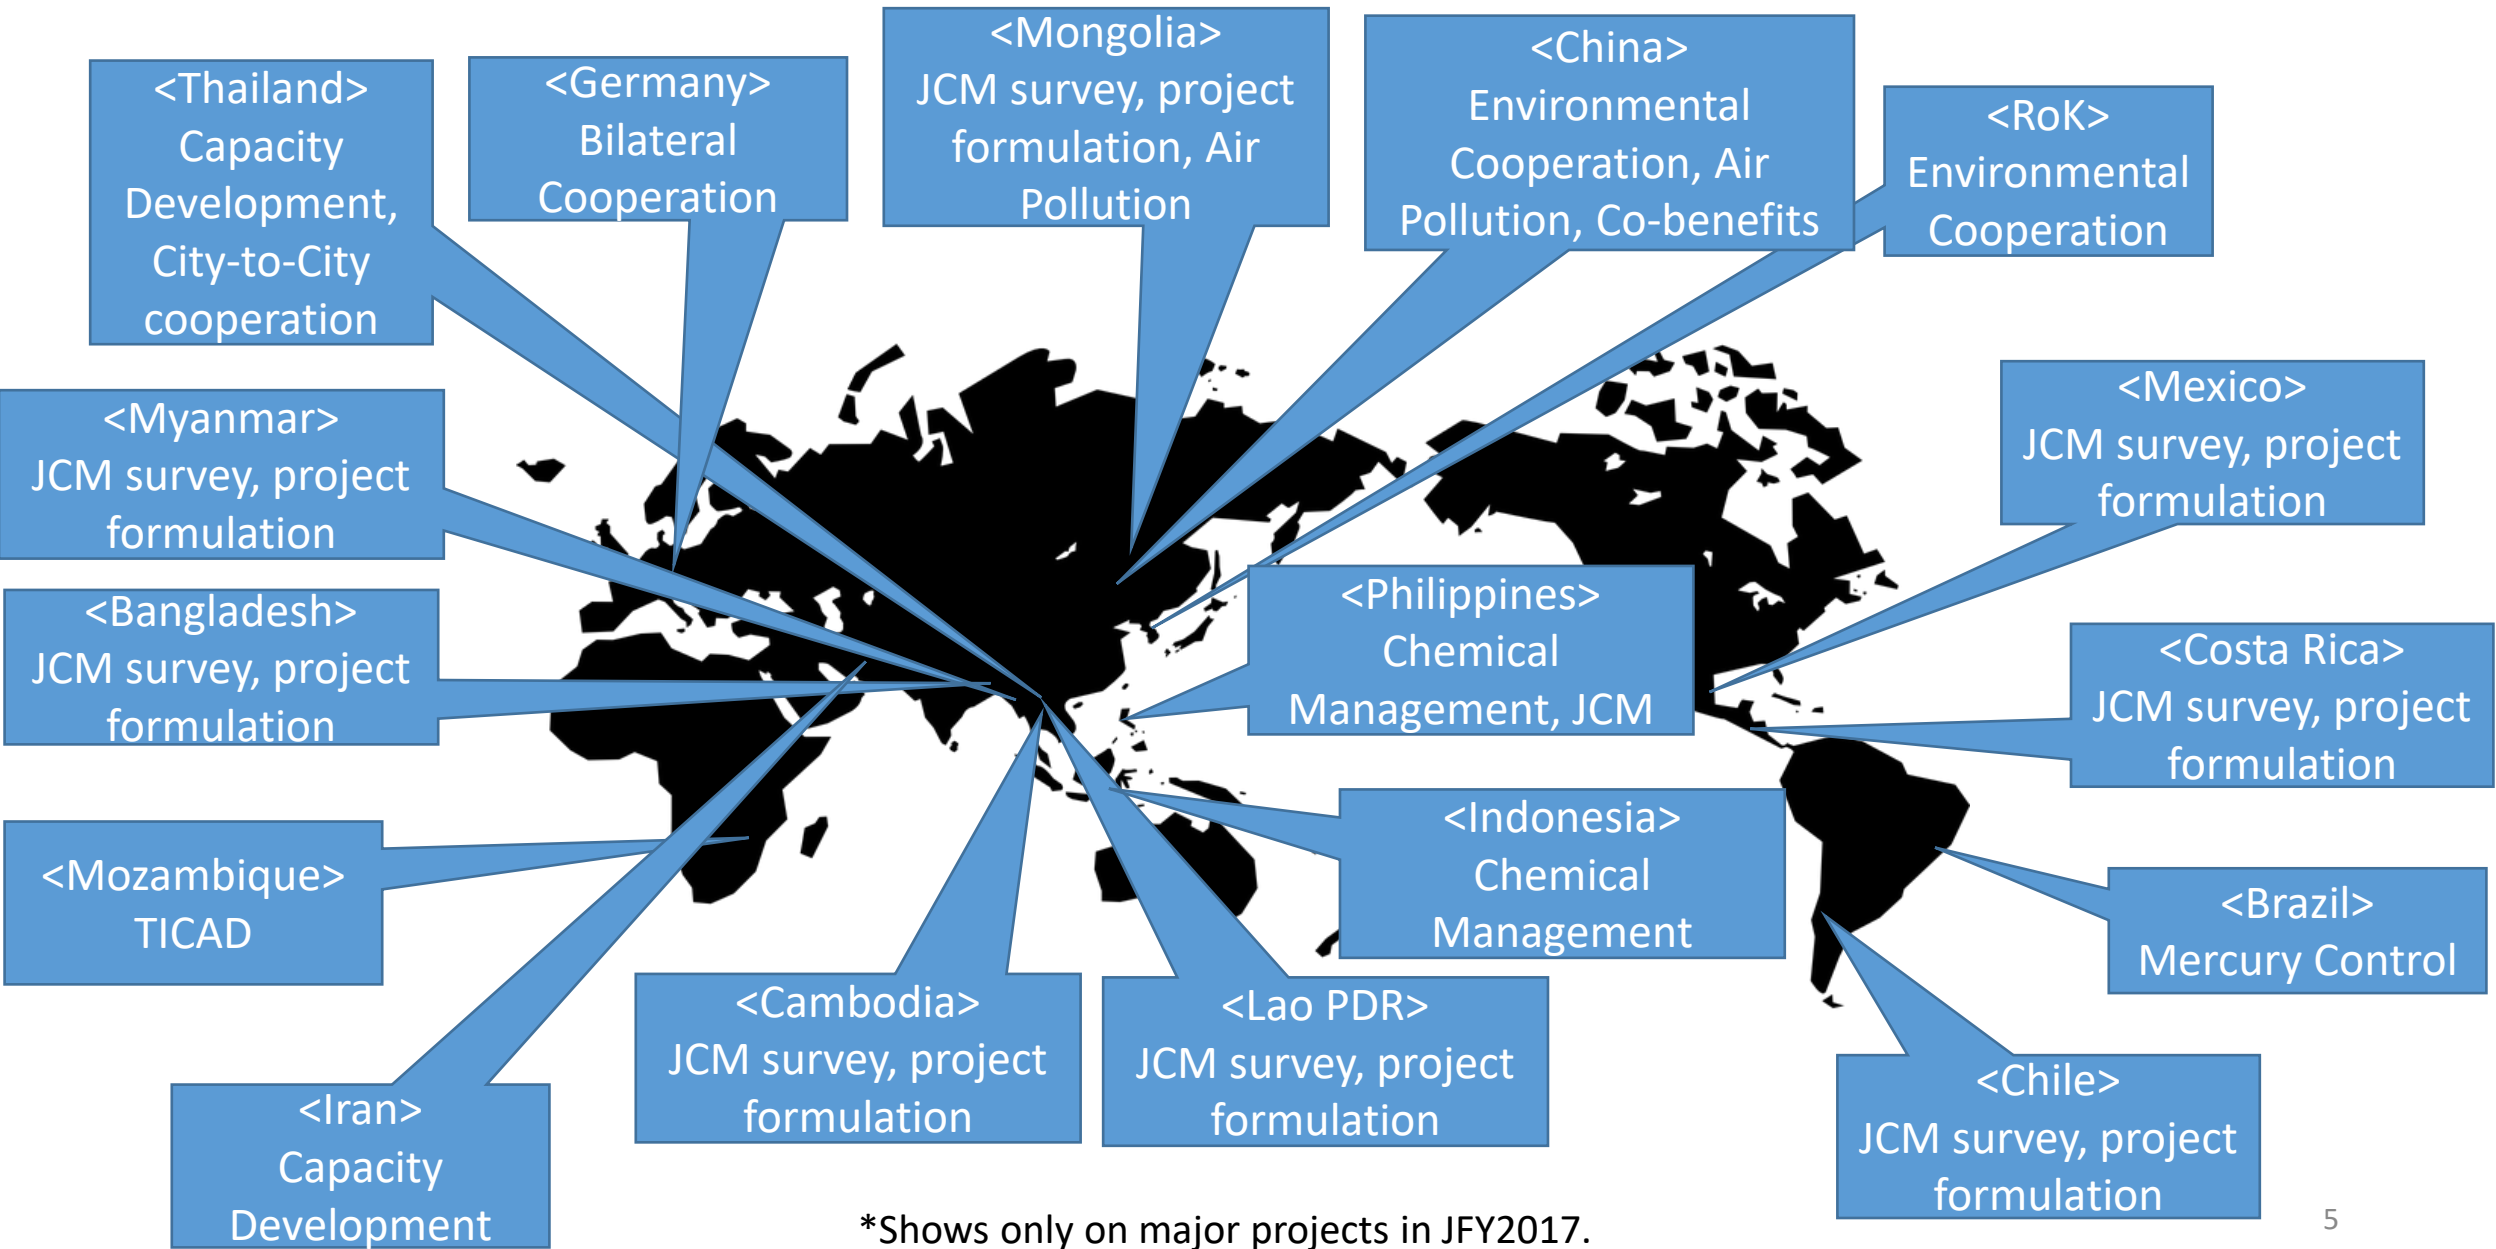 <Thailand>
Capacity
Development,
City-to-City
cooperation
<Germany>
Bilateral
Cooperation
<Mongolia>
JCM survey, project
formulation, Air
Pollution
<China>
Environmental
Cooperation, Air
Pollution, Co-benefits
<RoK>
Environmental
Cooperation
<Myanmar>
JCM survey, project
formulation
<Mexico>
JCM survey, project
formulation
<Bangladesh>
JCM survey, project
formulation
<Philippines>
Chemical
Management, JCM
<Costa Rica>
JCM survey, project
formulation
<Mozambique>
TICAD
<Indonesia>
Chemical
Management
<Brazil>
Mercury Control
<Iran>
Capacity
Development
<Cambodia>
JCM survey, project
formulation
<Lao PDR>
JCM survey, project
formulation
<Chile>
JCM survey, project
formulation
*Shows only on major projects in JFY2017.
5